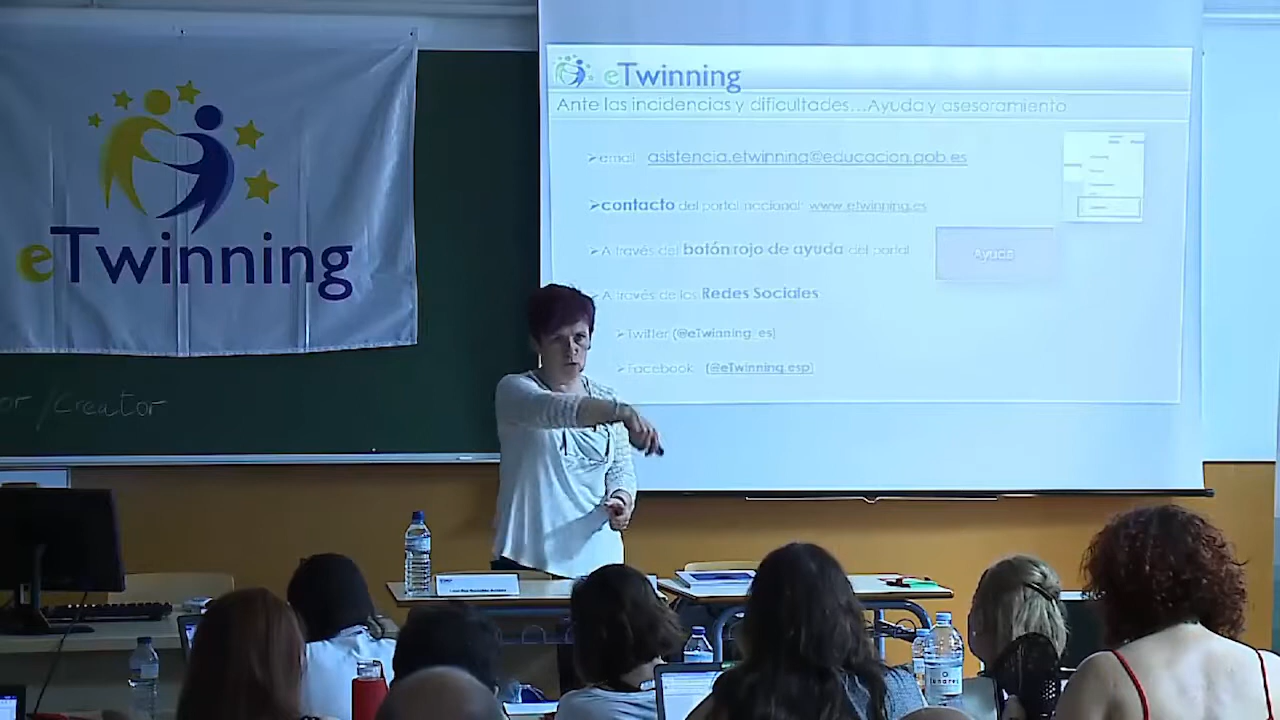 eTwinning
or/creator
eTwinning
Ante las incidencias y dificultades...Ayuda y asesoramiento
➢email asistencia.etwinning@educacion.gob.es
➢contacto del portal nacional: www.etwinning.es
➢A través del botón rojo de ayuda del portal
Ayuda
➢A través de las Redes Sociales
➢Twitter (@eTwinning_es)
➢Facebook (@eTwinning.esp)